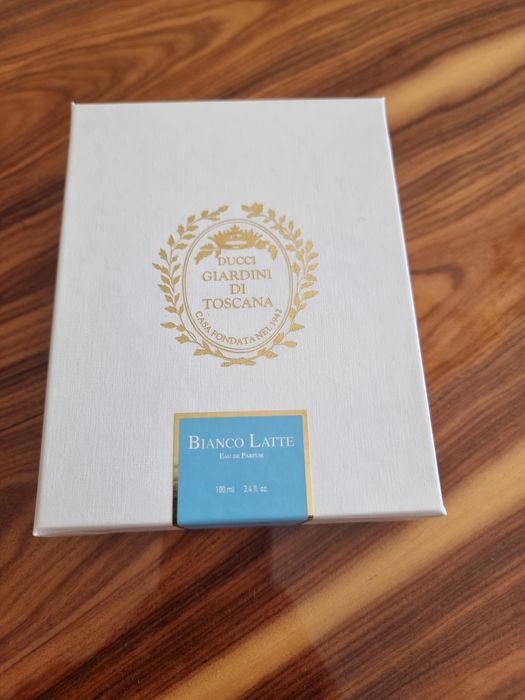 DUCCI
GIARDINI
DI
TOSCANA
CASA FONDATA NEL 1942
BIANCO LATTE
EAU DE PARFUM
100 ml 3.4 fl. oz.